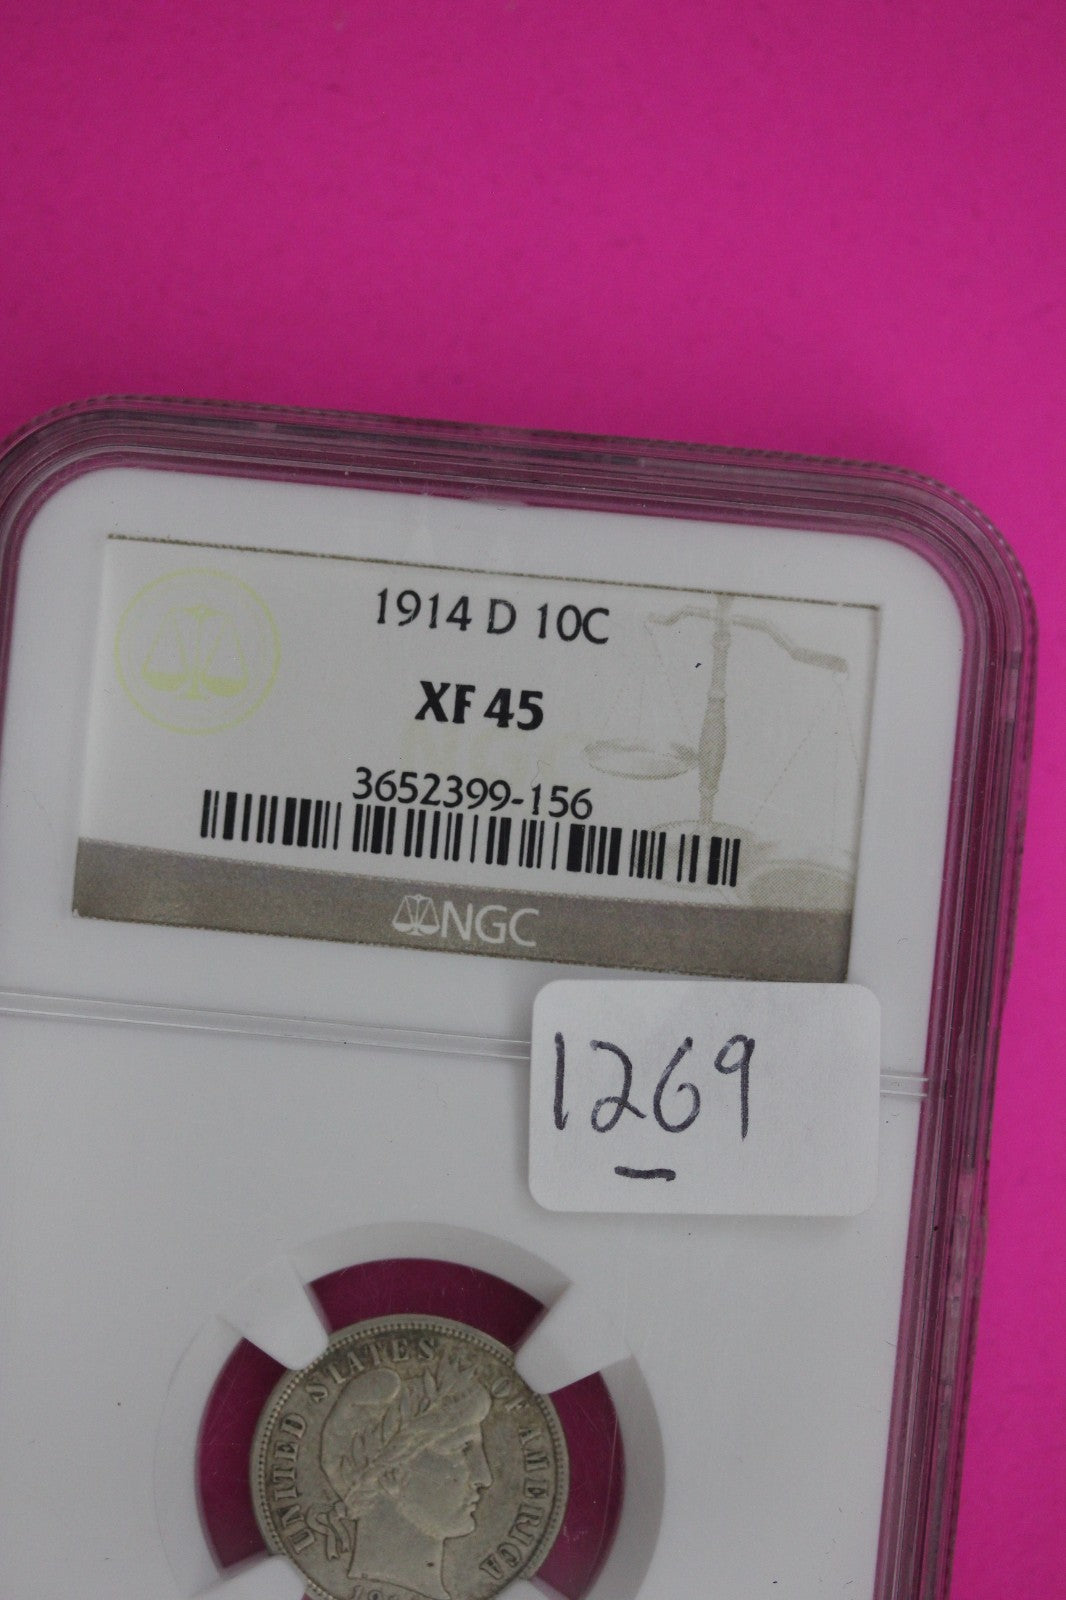 1914 D 10C
XF 45
3652399-156
NGC
1269
UNITED STATES OF AMERICA